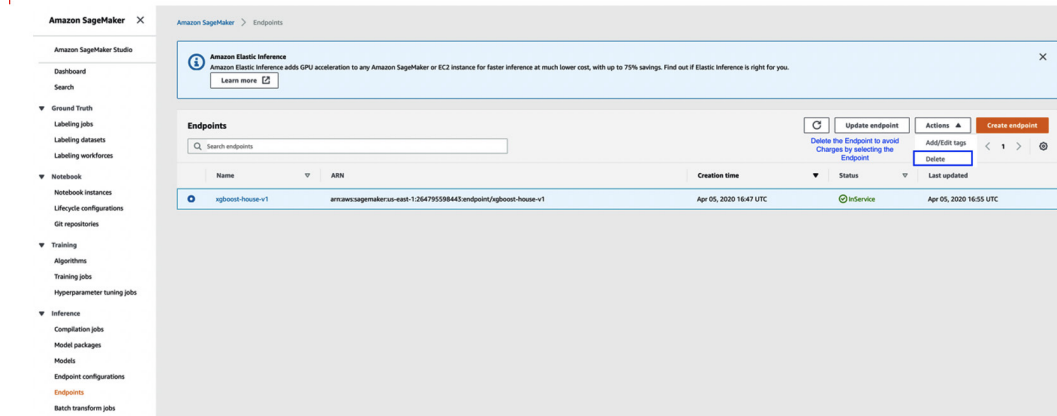 Amazon SageMaker
Amazon SageMaker Studio
Dashboard
Search
Ground Truth
Labeling jobs
Labeling datasets
Labeling workforces
Notebook
Notebook instances
Lifecycle configurations
Git repositories
Training
Algorithms
Training jobs
Hyperparameter tuning jobs
Inference
Compilation jobs
Model packages
Models
Endpoint configurations
Endpoints
Batch transform jobs
Amazon SageMaker > Endpoints
Amazon Elastic Inference
Amazon Elastic Inference adds GPU acceleration to any Amazon SageMaker or EC2 instance for faster inference at much lower cost, with up to 75% savings. Find out if Elastic Inference is right for you.
Learn more
Endpoints
Update endpoint
Actions
Create endpoint
Search endpoints
Delete the Endpoint to avoid
Charges by selecting the
Endpoint
Add/Edit tags
Delete
< 1 >
Name ARN Creation time Status Last updated
xgboost-house-v1 arn:aws:sagemaker:us-east-1:264795598443:endpoint/xgboost-house-v1 Apr 05, 2020 16:47 UTC InService Apr 05, 2020 16:55 UTC